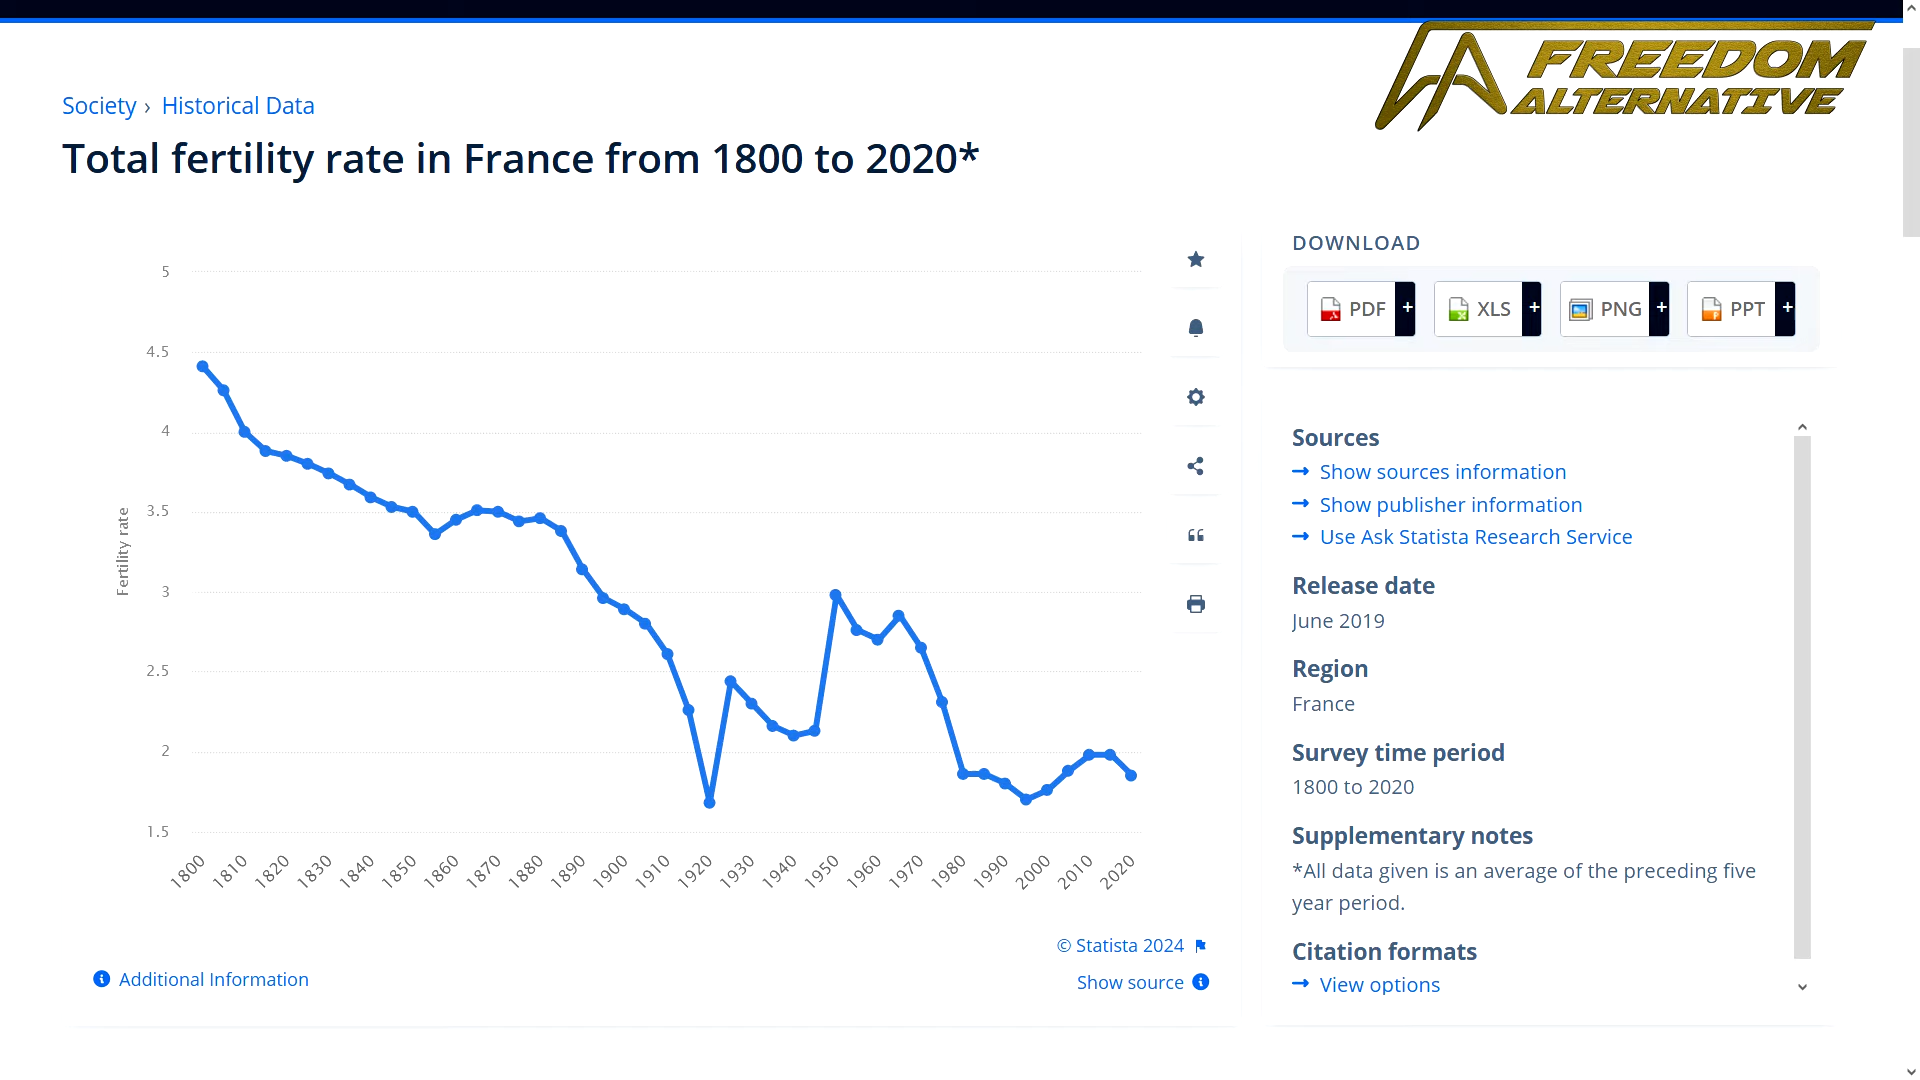 FREEDOM
ALTERNATIVE
Society › Historical Data
Total fertility rate in France from 1800 to 2020*
DOWNLOAD
PDF +
XLS +
PNG +
PPT +
Fertility rate
5
4.5
4
3.5
3
2.5
2
1.5
1800
1810
1820
1830
1840
1850
1860
1870
1880
1890
1900
1910
1920
1930
1940
1950
1960
1970
1980
1990
2000
2010
2020
© Statista 2024
Additional Information
Show source
Sources
→ Show sources information
→ Show publisher information
→ Use Ask Statista Research Service
Release date
June 2019
Region
France
Survey time period
1800 to 2020
Supplementary notes
*All data given is an average of the preceding five
year period.
Citation formats
→ View options